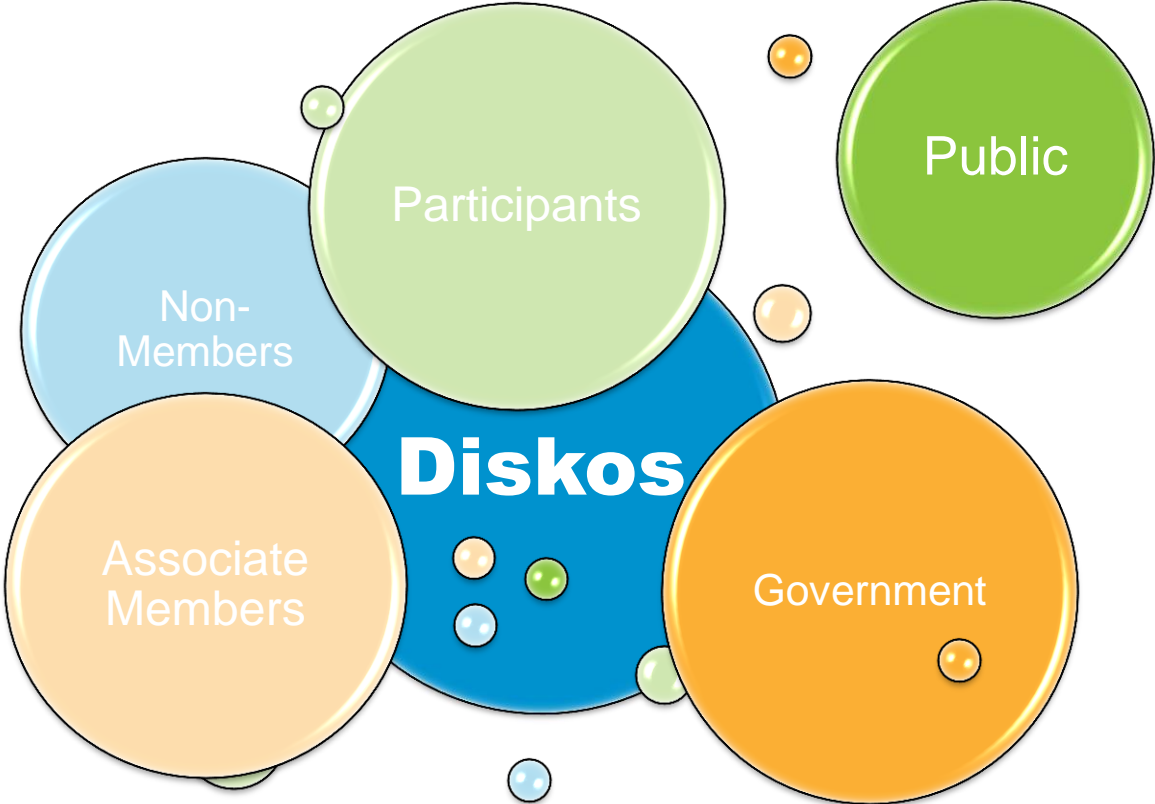 Public
Participants
Non-
Members
Diskos
Associate
Members
Government